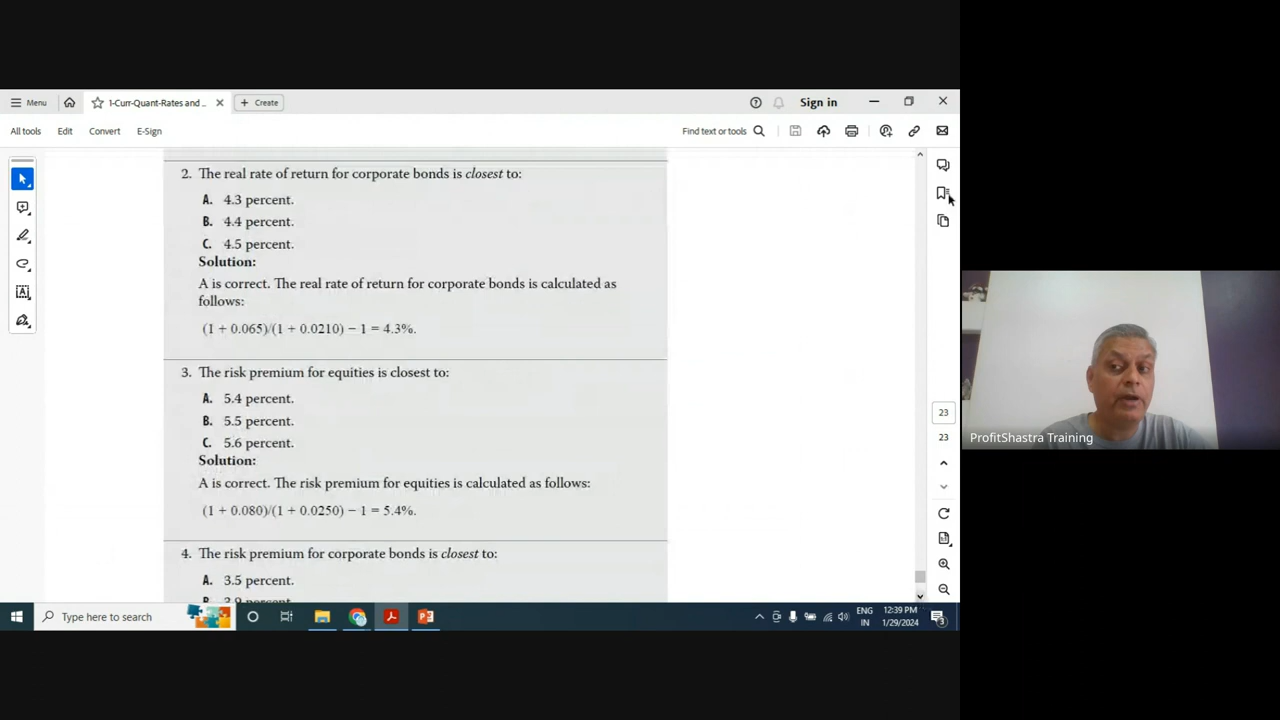 Menu
1-Curr-Quant-Rates and ...
Create
Sign in
All tools
Edit
Convert
E-Sign
Find text or tools
2. The real rate of return for corporate bonds is closest to:
A. 4.3 percent.
B. 4.4 percent.
C. 4.5 percent.
Solution:
A is correct. The real rate of return for corporate bonds is calculated as
follows:
(1 + 0.065)/(1 + 0.0210) − 1 = 4.3%.
3. The risk premium for equities is closest to:
A. 5.4 percent.
B. 5.5 percent.
C. 5.6 percent.
Solution:
A is correct. The risk premium for equities is calculated as follows:
(1 + 0.080)/(1 + 0.0250) − 1 = 5.4%.
4. The risk premium for corporate bonds is closest to:
A. 3.5 percent.
B. 3.9 percent.
23
23
ProfitShastra Training
Type here to search
ENG
IN
12:39 PM
1/29/2024
3